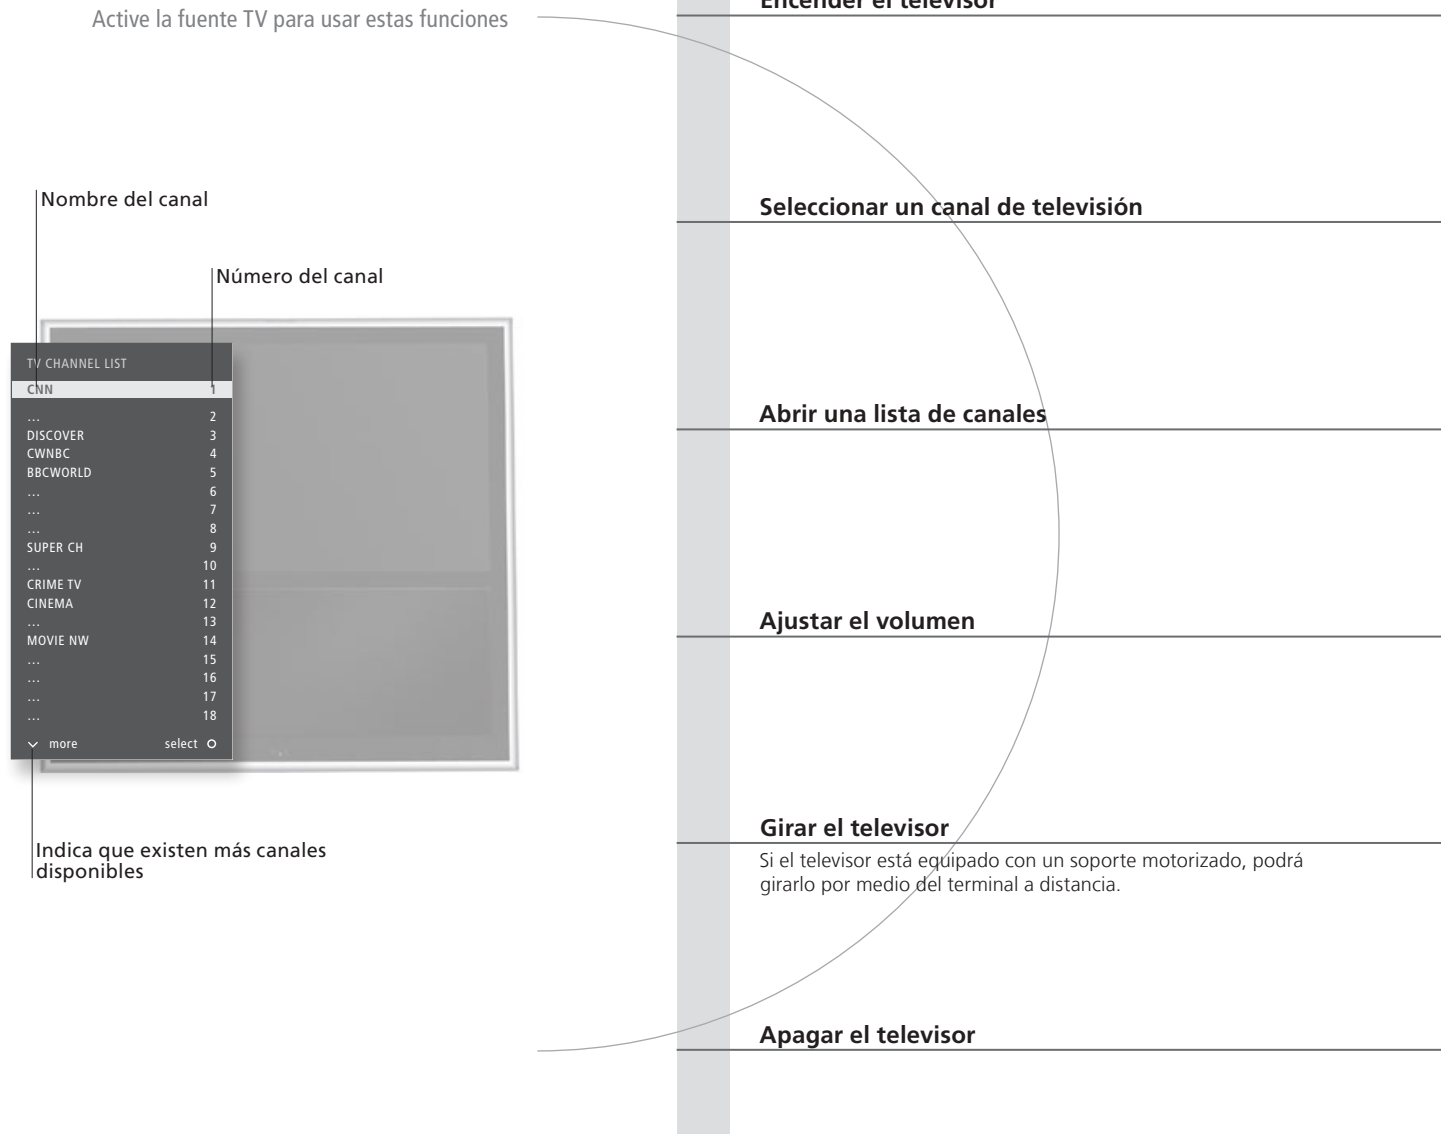 Active la fuente TV para usar estas funciones
Nombre del canal
Número del canal
TV CHANNEL LIST
CNN 1
... 2
DISCOVER 3
CWNBC 4
BBCWORLD 5
... 6
... 7
... 8
SUPER CH 9
... 10
CRIME TV 11
CINEMA 12
... 13
MOVIE NW 14
... 15
... 16
... 17
... 18
more select
Indica que existen más canales
disponibles
Encender el televisor
Seleccionar un canal de televisión
Abrir una lista de canales
Ajustar el volumen
Girar el televisor
Si el televisor está equipado con un soporte motorizado, podrá
girarlo por medio del terminal a distancia.
Apagar el televisor